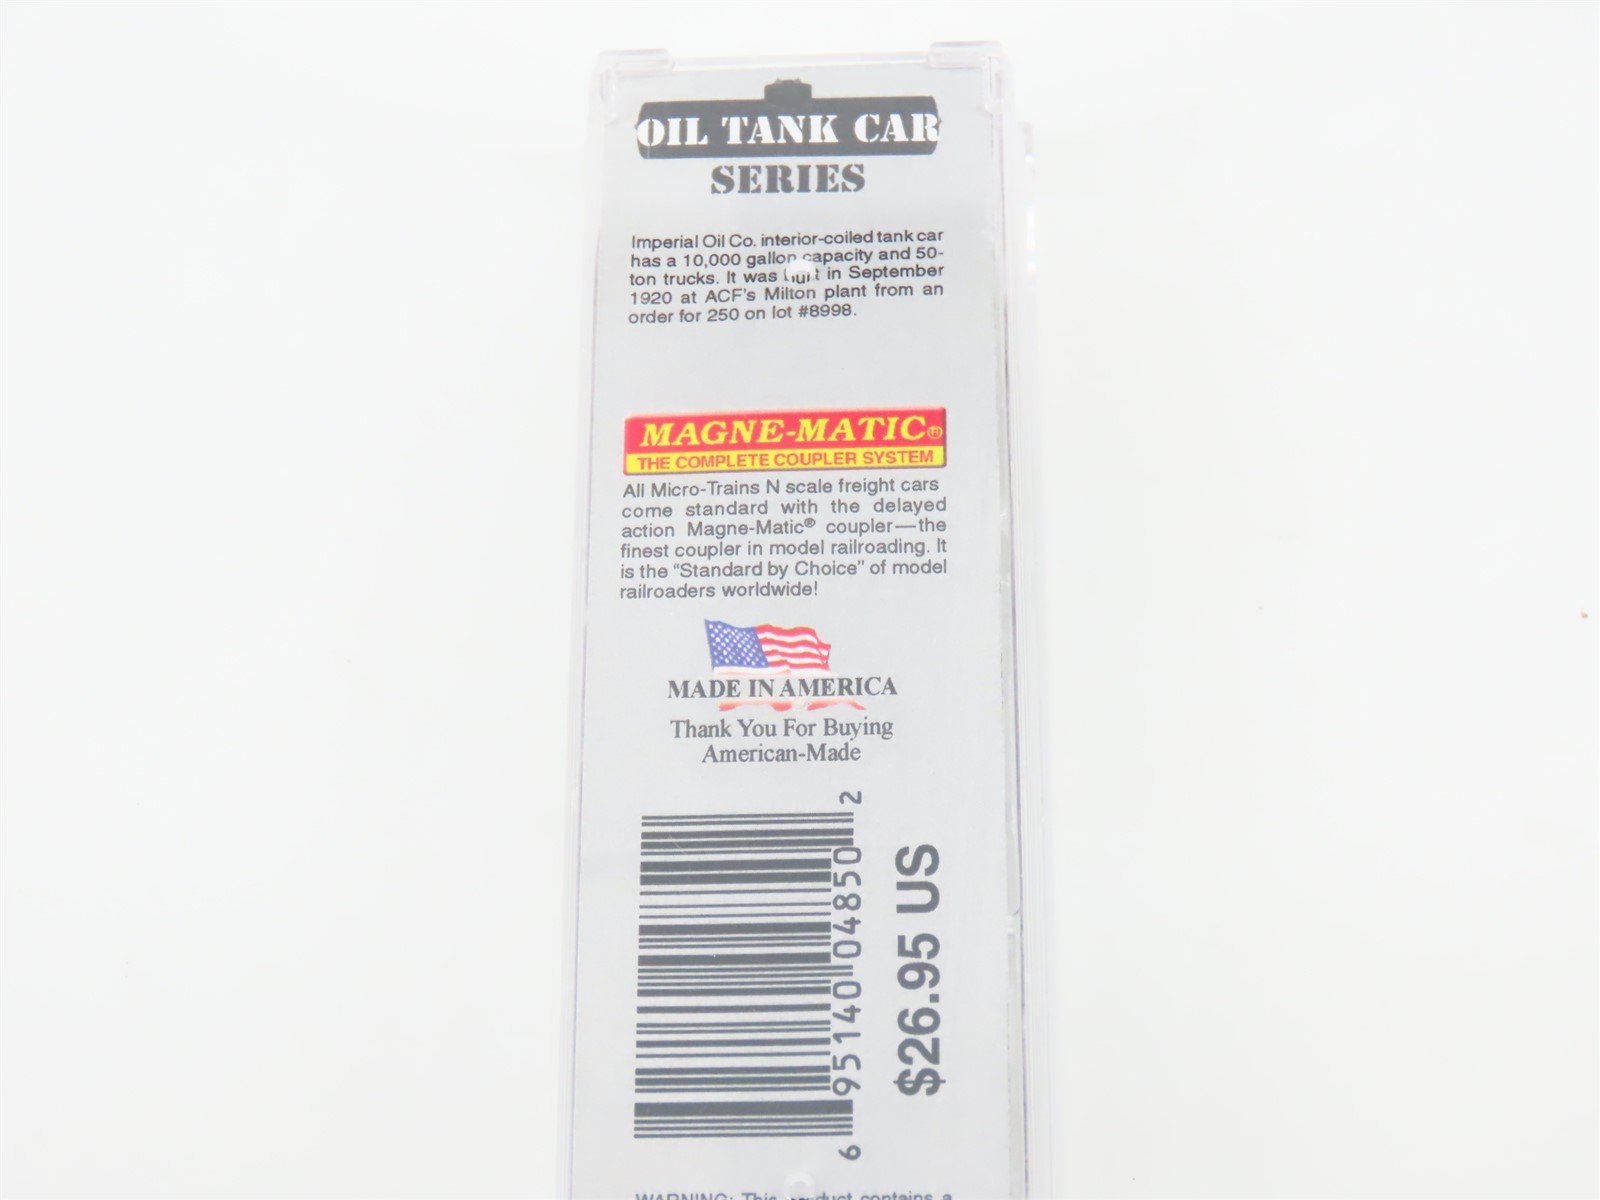 OIL TANK CAR
SERIES
Imperial Oil Co. interior-coiled tank car
has a 10,000 gallon capacity and 50-
ton trucks. It was built in September
1920 at ACF's Milton plant from an
order for 250 on lot #8998.
MAGNE-MATIC®
THE COMPLETE COUPLER SYSTEM
All Micro-Trains N scale freight cars
come standard with the delayed
action Magne-Matic® coupler—the
finest coupler in model railroading. It
is the “Standard by Choice” of model
railroaders worldwide!
MADE IN AMERICA
Thank You For Buying
American-Made
6 95140 04850 2
$26.95 US
WARNING: This product contains a